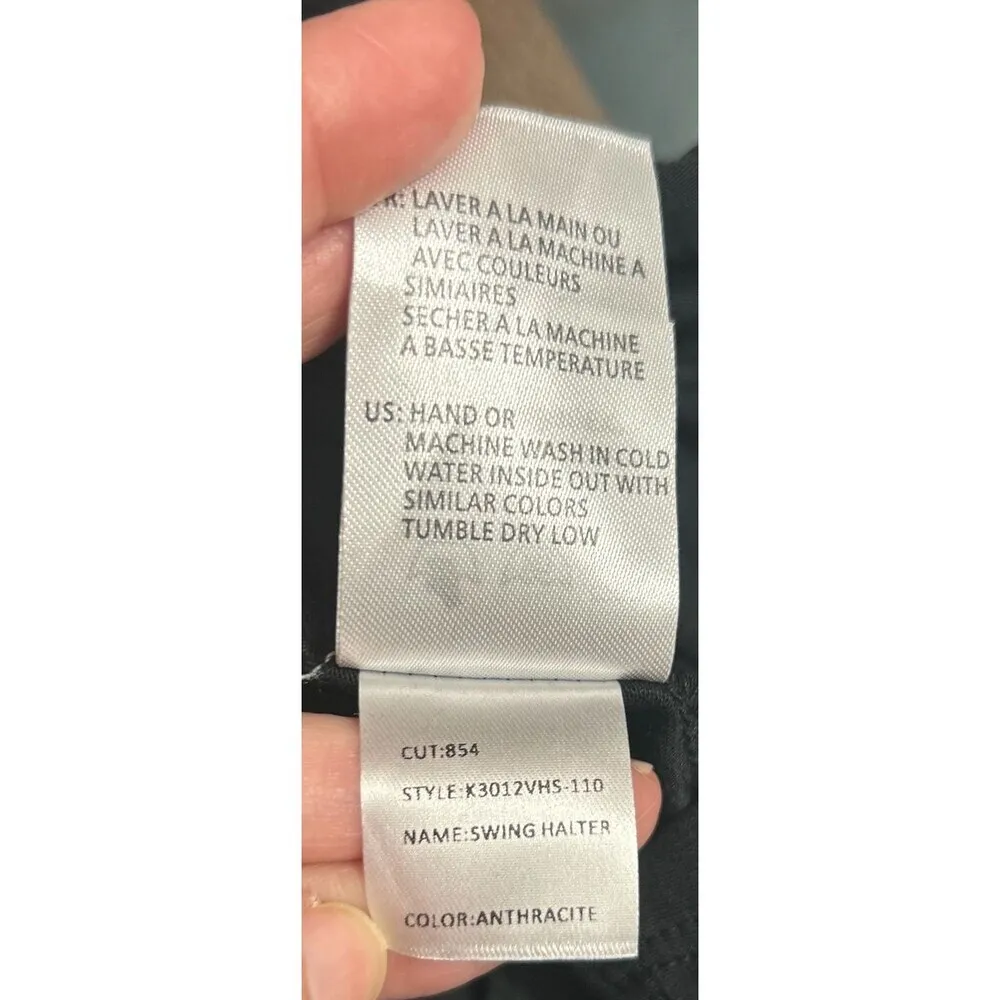 R: LAVER A LA MAIN OU
LAVER A LA MACHINE A
AVEC COULEURS
SIMIAIRES
SECHER A LA MACHINE
A BASSE TEMPERATURE
US: HAND OR
MACHINE WASH IN COLD
WATER INSIDE OUT WITH
SIMILAR COLORS
TUMBLE DRY LOW
CUT:854
STYLE:K3012VHS-110
NAME:SWING HALTER
COLOR:ANTHRACITE